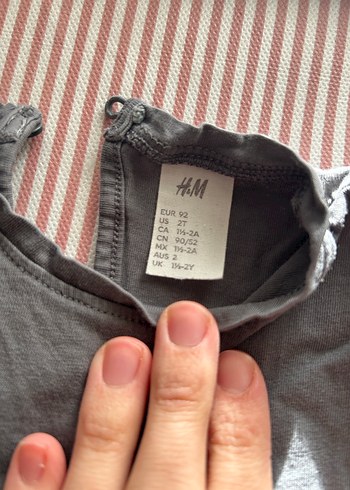 H&M
EUR 92
US 2T
CA 1½-2A
CN 90/52
MX 1½-2A
AUS 2
UK 1½-2Y